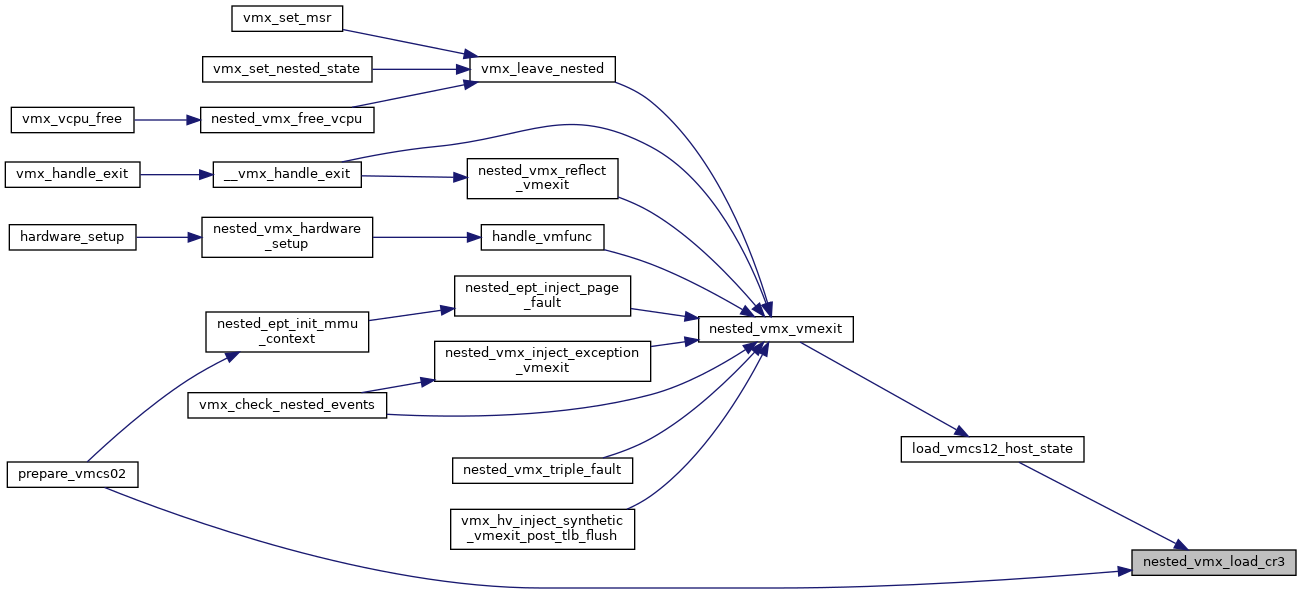 vmx_set_msr
vmx_set_nested_state
vmx_leave_nested
vmx_vcpu_free
nested_vmx_free_vcpu
vmx_handle_exit
__vmx_handle_exit
nested_vmx_reflect
_vmexit
hardware_setup
nested_vmx_hardware
_setup
handle_vmfunc
nested_ept_inject_page
_fault
nested_ept_init_mmu
_context
nested_vmx_vmexit
nested_vmx_inject_exception
_vmexit
vmx_check_nested_events
load_vmcs12_host_state
prepare_vmcs02
nested_vmx_triple_fault
vmx_hv_inject_synthetic
_vmexit_post_tlb_flush
nested_vmx_load_cr3